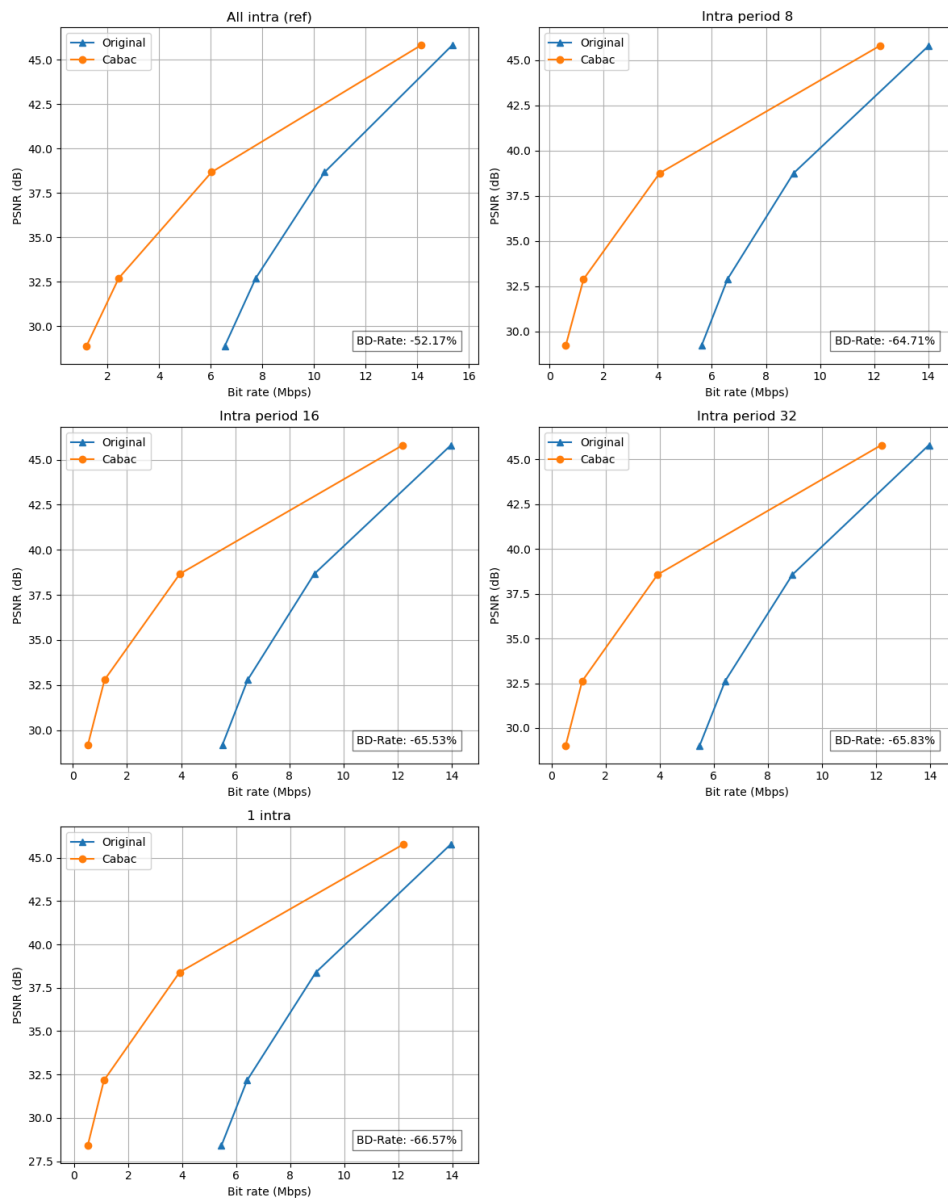 All intra (ref)
Original
Cabac
45.0
42.5
40.0
37.5
35.0
32.5
30.0
PSNR (dB)
BD-Rate: -52.17%
2 4 6 8 10 12 14 16
Bit rate (Mbps)
Intra period 8
Original
Cabac
45.0
42.5
40.0
37.5
35.0
32.5
30.0
PSNR (dB)
BD-Rate: -64.71%
0 2 4 6 8 10 12 14
Bit rate (Mbps)
Intra period 16
Original
Cabac
45.0
42.5
40.0
37.5
35.0
32.5
30.0
PSNR (dB)
BD-Rate: -65.53%
0 2 4 6 8 10 12 14
Bit rate (Mbps)
Intra period 32
Original
Cabac
45.0
42.5
40.0
37.5
35.0
32.5
30.0
PSNR (dB)
BD-Rate: -65.83%
0 2 4 6 8 10 12 14
Bit rate (Mbps)
1 intra
Original
Cabac
45.0
42.5
40.0
37.5
35.0
32.5
30.0
27.5
PSNR (dB)
BD-Rate: -66.57%
0 2 4 6 8 10 12 14
Bit rate (Mbps)